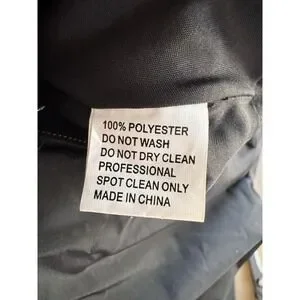 100% POLYESTER
DO NOT WASH
DO NOT DRY CLEAN
PROFESSIONAL
SPOT CLEAN ONLY
MADE IN CHINA